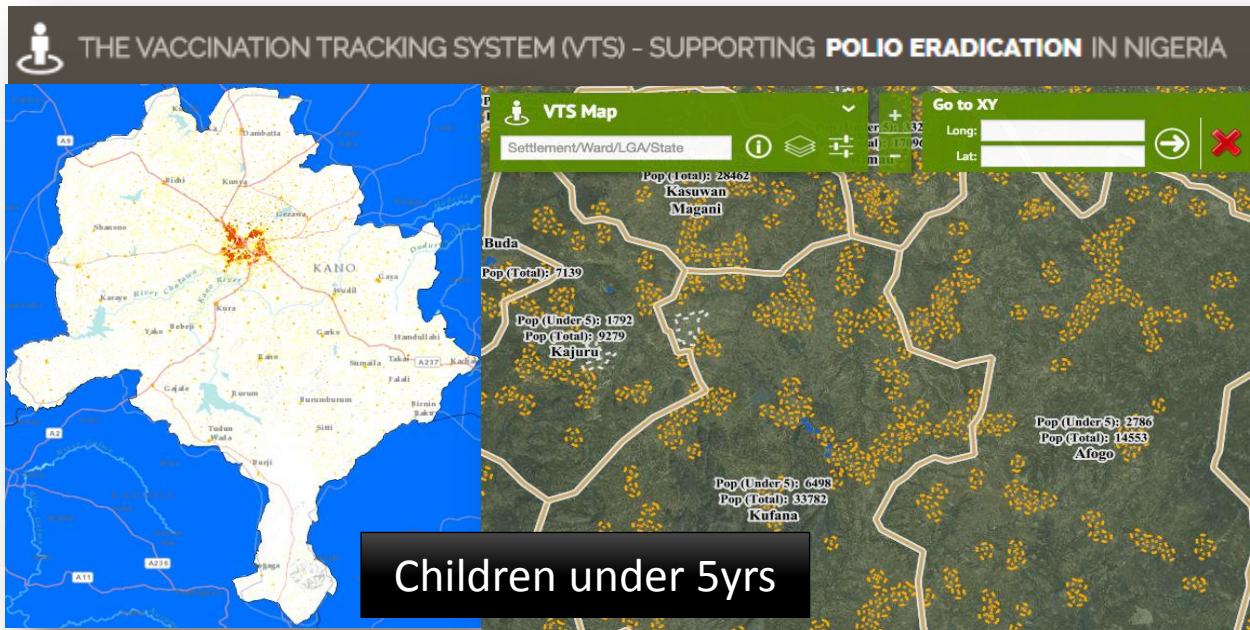 THE VACCINATION TRACKING SYSTEM (VTS) - SUPPORTING POLIO ERADICATION IN NIGERIA
A9
Dambatta
Bichi
Kunya
Gezawa
Shanono
Dudurun
KANO
Gaya
River Chalawa
Kano River
Wudil
Karaye
Kura
Yako
Bebeji
Garko
Hamdullahi
Rano
Sumaila
Takai
A237
Falali
Gajale
Rurum
Burumburum
Birnin
A2
Tudun
Wada
Sitti
Burji
A236
A11
VTS Map
Settlement/Ward/LGA/State
+
−
Go to XY
Long:
Lat:
Pop (Total): 28462
Kasuwan
Magani
Buda
Pop (Total): 7139
Pop (Under 5): 1792
Pop (Total): 9279
Kajuru
Pop (Under 5): 2786
Pop (Total): 14553
Afogo
Pop (Under 5): 6498
Pop (Total): 33782
Kufana
Children under 5yrs